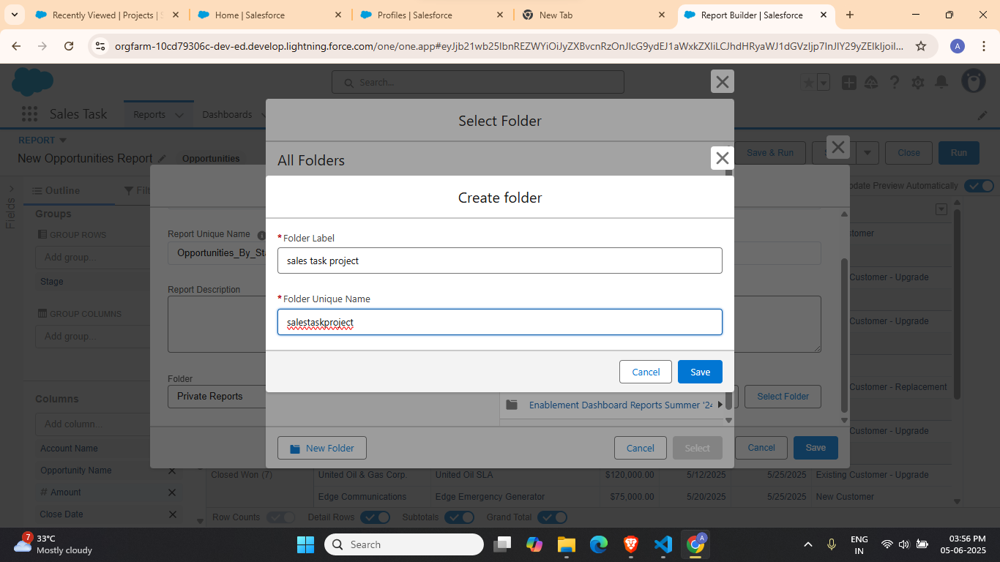 Recently Viewed | Projects |
Home | Salesforce
Profiles | Salesforce
New Tab
Report Builder | Salesforce
orgfarm-10cd79306c-dev-ed.develop.lightning.force.com/one/one.app#eyJjb21wb25lbnREZWYiOiJyZXBvcnRzOnJlcG9ydEJ1aWxkZXIiLCJhdHRyaWJ1dGVzIjp7InJlY29yZElkIjoiI...
A
Search...
Sales Task
Reports
Dashboards
REPORT
New Opportunities Report
Opportunities
Save & Run
Close
Run
Outline
Filt
pdate Preview Automatically
Fields
Groups
GROUP ROWS
Add group...
Stage
GROUP COLUMNS
Add group...
Columns
Add column...
Account Name
Opportunity Name
# Amount
Close Date
Report Unique Name
Opportunities_By_Sta
Report Description
Folder
Private Reports
Select Folder
Cancel
Save
Select Folder
All Folders
Enablement Dashboard Reports Summer '24
New Folder
Cancel
Select
Create folder
*Folder Label
sales task project
*Folder Unique Name
salestaskproject
Cancel
Save
stomer
Customer - Upgrade
Customer - Upgrade
Customer - Replacement
Customer - Upgrade
Closed Won (7)
United Oil & Gas Corp.
United Oil SLA
$120,000.00
5/12/2025
5/25/2025
Existing Customer - Upgrade
Edge Communications
Edge Emergency Generator
$75,000.00
5/20/2025
5/25/2025
New Customer
Row Counts
Detail Rows
Subtotals
Grand Total
7
33°C
Mostly cloudy
Search
A
ENG
IN
03:56 PM
05-06-2025